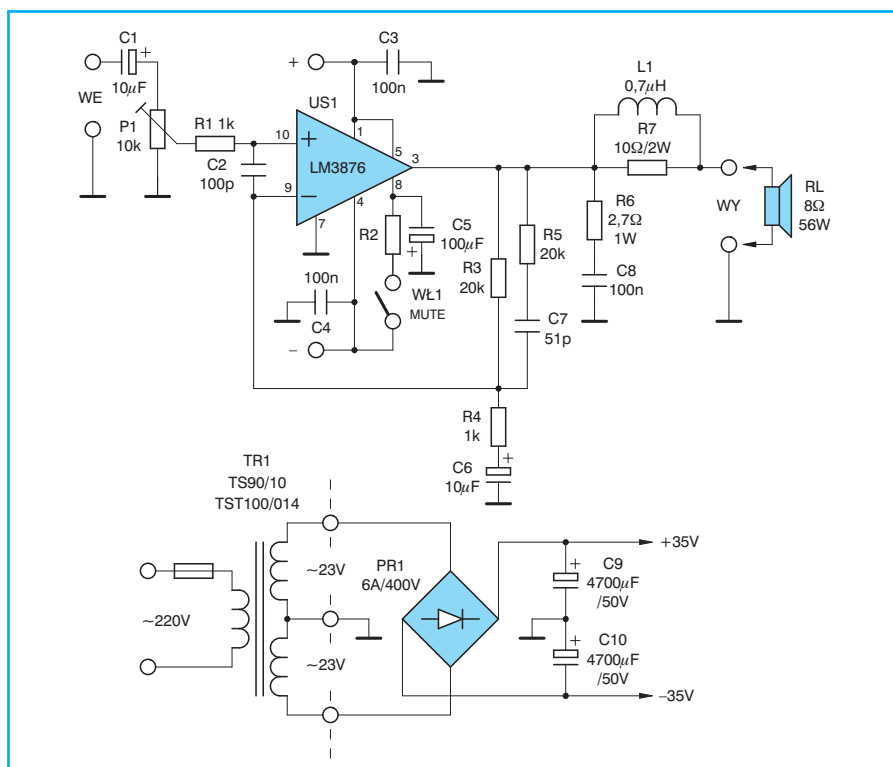 C1
+
10μF
WE
P1
10k
R1 1k
C2
100p
+
C3
100n
US1
10
+
1
LM3876
5
3
9
−
8
4
7
R2
C5
100μF
+
100n
C4
WŁ1
MUTE
−
R3
20k
R5
20k
C7
51p
R4
1k
+
C6
10μF
L1
0,7μH
R7
10Ω/2W
R6
2,7Ω
1W
C8
100n
WY
RL
8Ω
56W
TR1
TS90/10
TST100/014
~220V
~23V
~23V
PR1
6A/400V
+
C9
4700μF
/50V
+
C10
4700μF
/50V
+35V
−35V